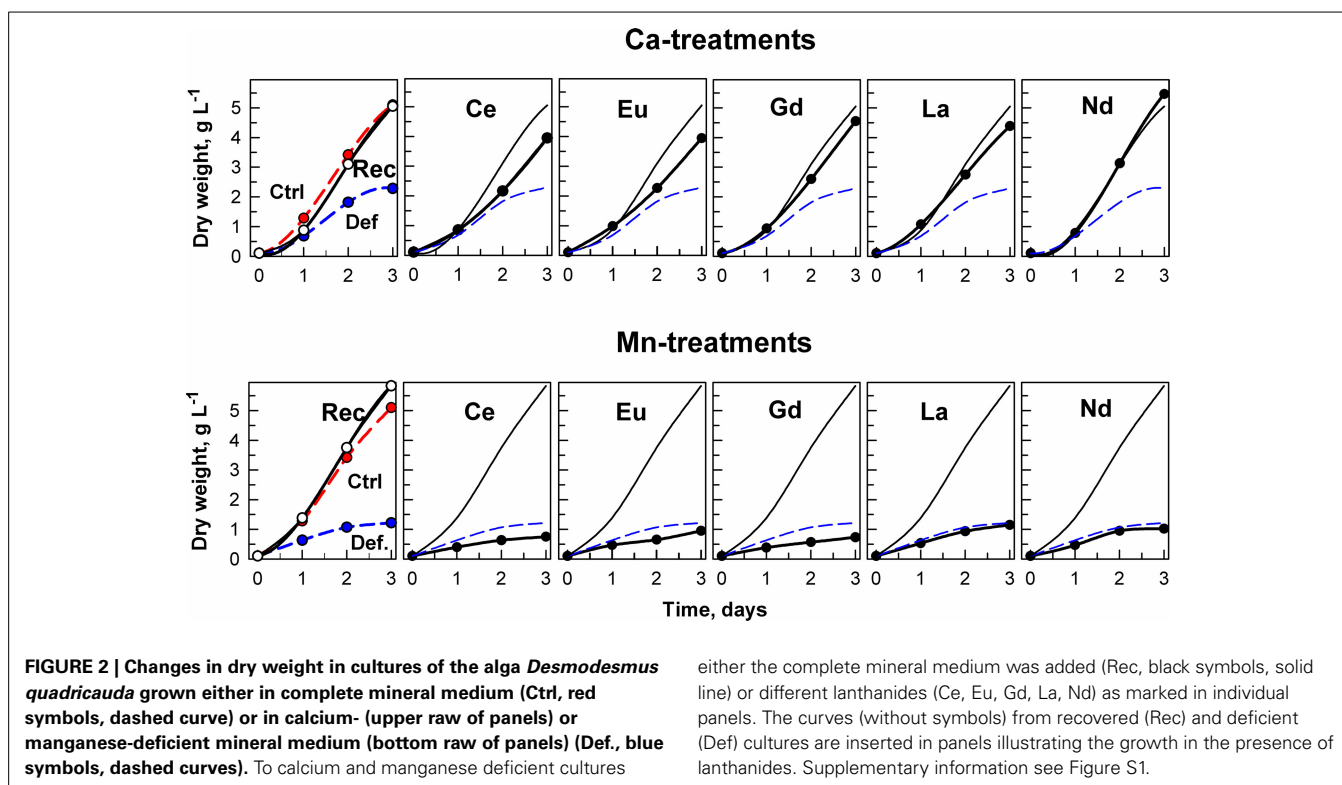 Ca-treatments
Dry weight, g L-1
5
4
3
2
1
0
Ctrl
Rec
Def
Ce
Eu
Gd
La
Nd
0 1 2 3
0 1 2 3
0 1 2 3
0 1 2 3
0 1 2 3
0 1 2 3
Mn-treatments
Dry weight, g L-1
5
4
3
2
1
0
Rec
Ctrl
Def.
Ce
Eu
Gd
La
Nd
0 1 2 3
0 1 2 3
0 1 2 3
0 1 2 3
0 1 2 3
0 1 2 3
Time, days
FIGURE 2 | Changes in dry weight in cultures of the alga Desmodesmus
quadricauda grown either in complete mineral medium (Ctrl, red
symbols, dashed curve) or in calcium- (upper raw of panels) or
manganese-deficient mineral medium (bottom raw of panels) (Def., blue
symbols, dashed curves). To calcium and manganese deficient cultures
either the complete mineral medium was added (Rec, black symbols, solid
line) or different lanthanides (Ce, Eu, Gd, La, Nd) as marked in individual
panels. The curves (without symbols) from recovered (Rec) and deficient
(Def) cultures are inserted in panels illustrating the growth in the presence of
lanthanides. Supplementary information see Figure S1.